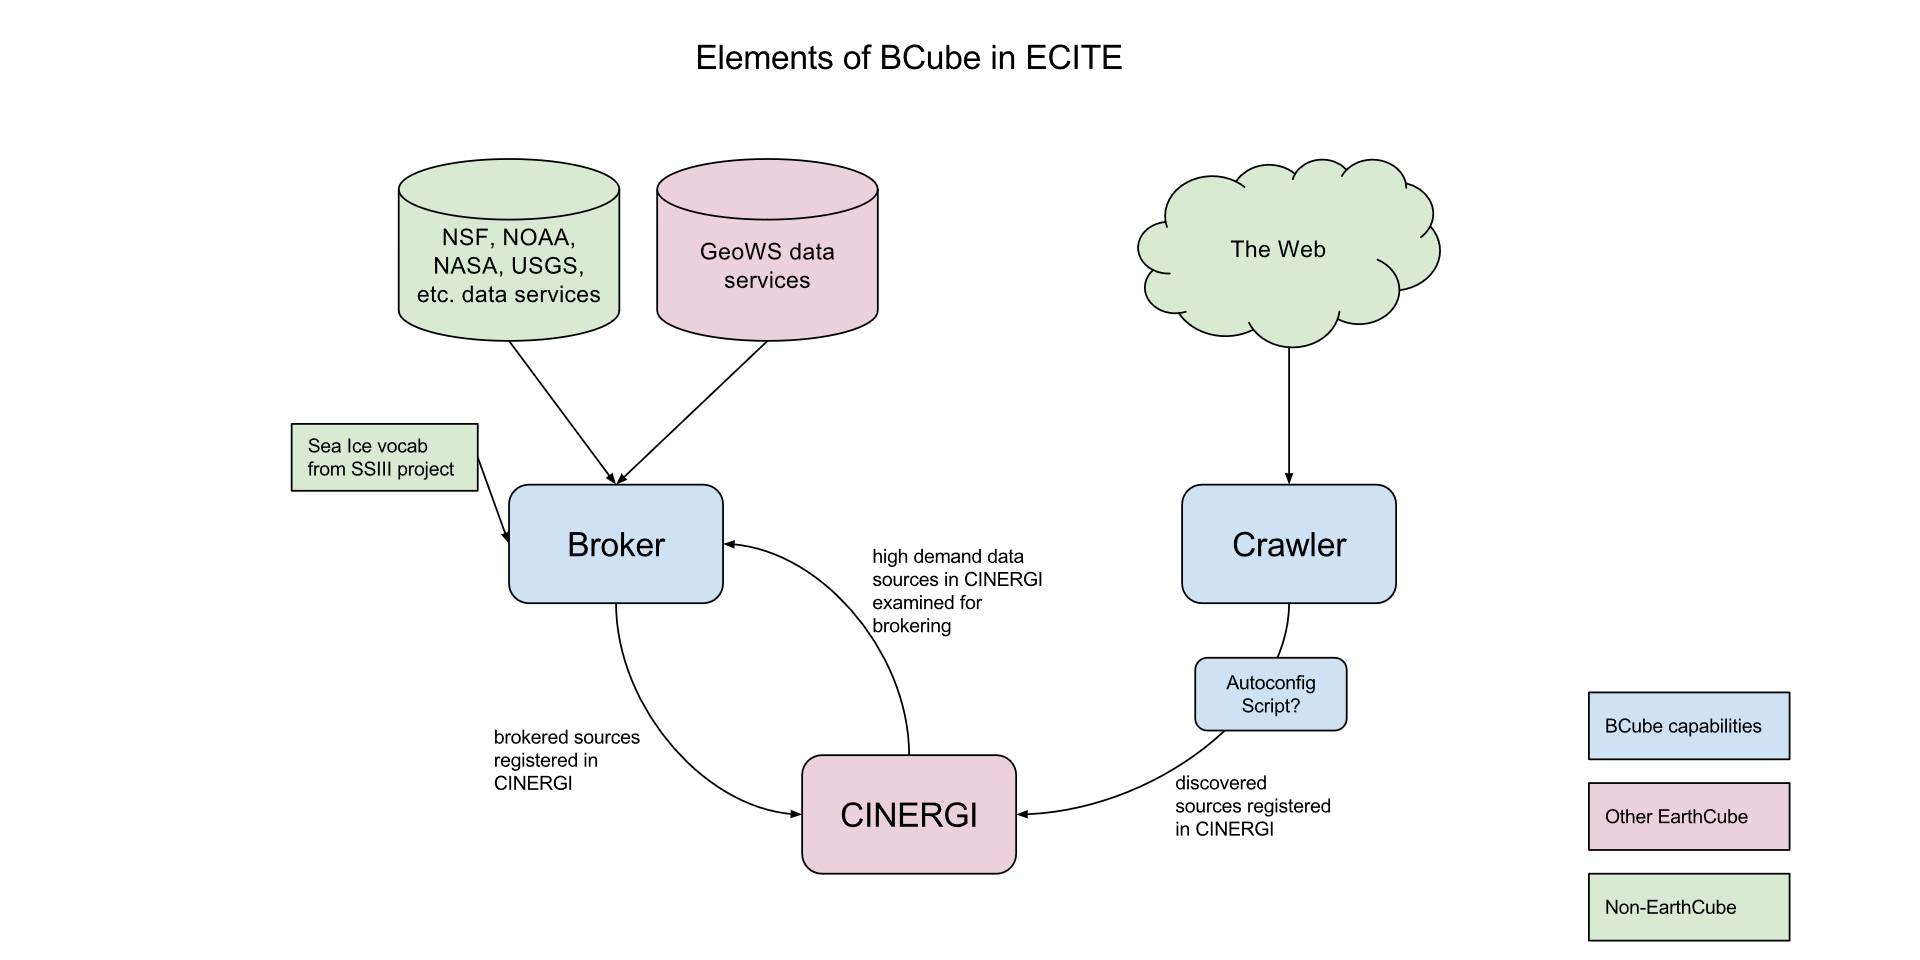 Elements of BCube in ECITE
NSF, NOAA,
NASA, USGS,
etc. data services
GeoWS data
services
The Web
Sea Ice vocab
from SSIII project
Broker
Crawler
high demand data
sources in CINERGI
examined for
brokering
Autoconfig
Script?
brokered sources
registered in
CINERGI
CINERGI
discovered
sources registered
in CINERGI
BCube capabilities
Other EarthCube
Non-EarthCube